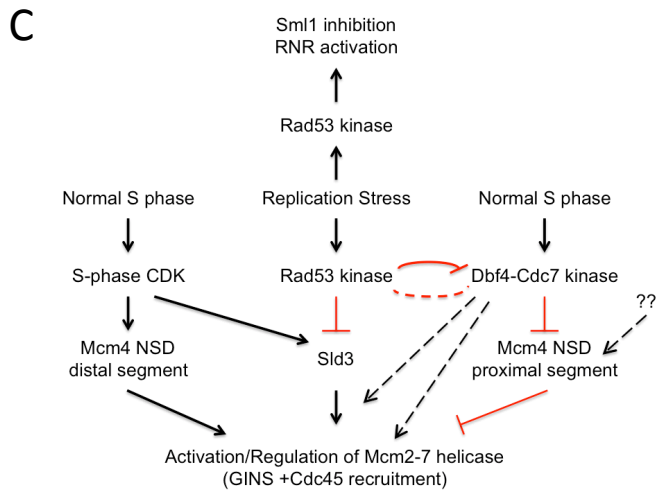 C
Sml1 inhibition
RNR activation
Rad53 kinase
Normal S phase
Replication Stress
Normal S phase
S-phase CDK
Rad53 kinase
Dbf4-Cdc7 kinase
??
Mcm4 NSD
distal segment
Sld3
Mcm4 NSD
proximal segment
Activation/Regulation of Mcm2-7 helicase
(GINS +Cdc45 recruitment)